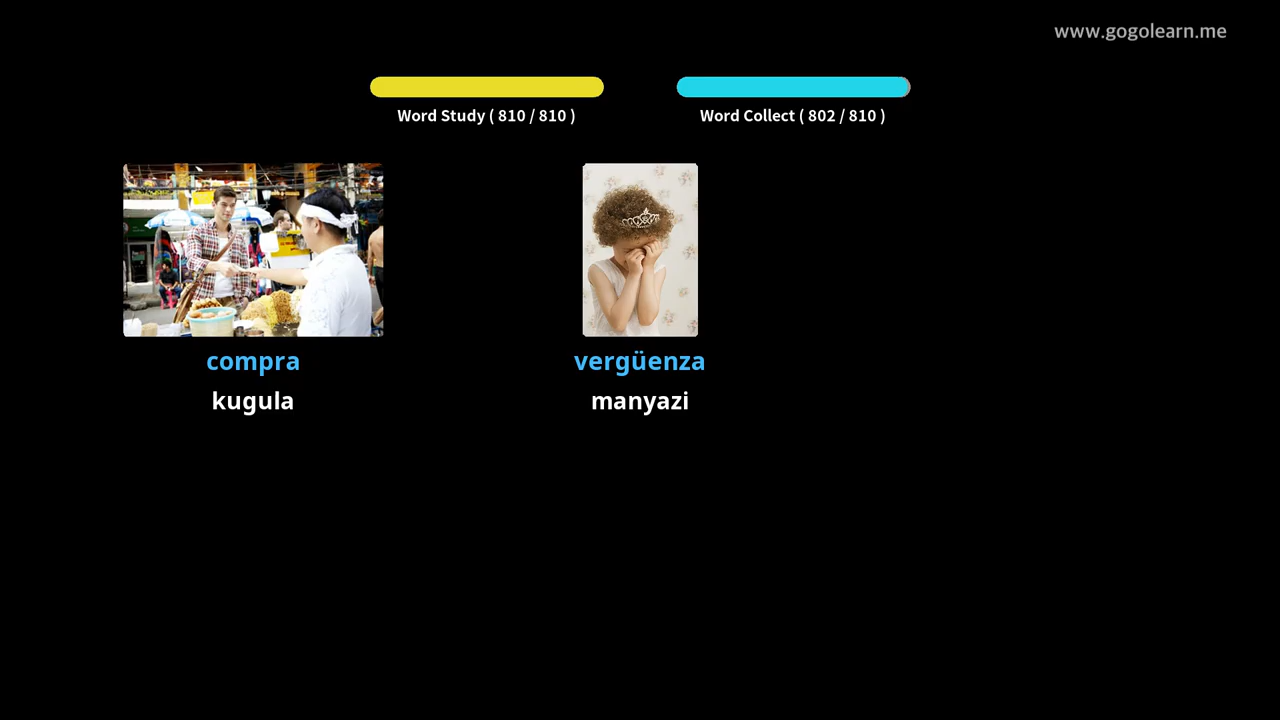 www.gogolearn.me
Word Study ( 810 / 810 )
Word Collect ( 802 / 810 )
compra
vergüenza
kugula
manyazi